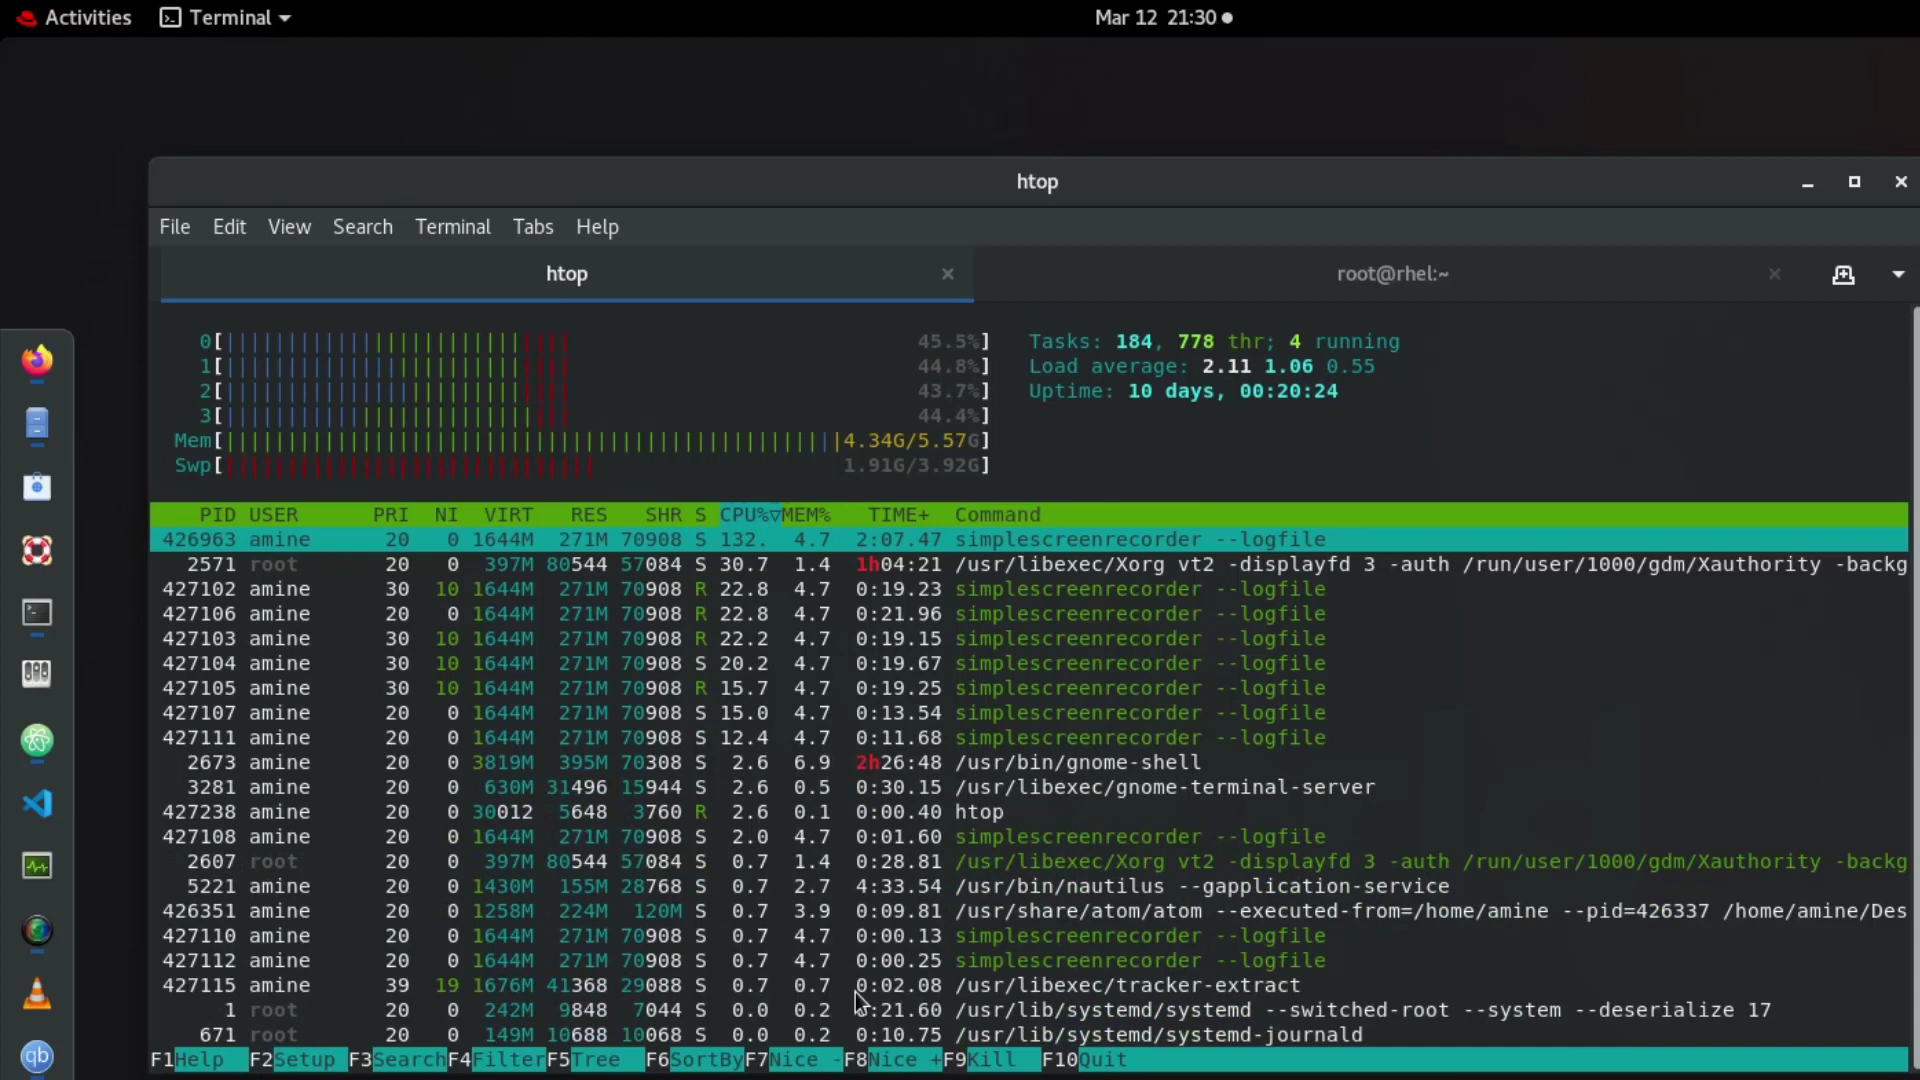 Activities Terminal Mar 12 21:30
htop
File Edit View Search Terminal Tabs Help
htop root@rhel:~
0[ 45.5%] Tasks: 184, 778 thr; 4 running
1[ 44.8%] Load average: 2.11 1.06 0.55
2[ 43.7%] Uptime: 10 days, 00:20:24
3[ 44.4%]
Mem[ 4.34G/5.57G]
Swp[ 1.91G/3.92G]
PID USER PRI NI VIRT RES SHR S CPU%▽MEM% TIME+ Command
426963 amine 20 0 1644M 271M 70908 S 132. 4.7 2:07.47 simplescreenrecorder --logfile
2571 root 20 0 397M 80544 57084 S 30.7 1.4 1h04:21 /usr/libexec/Xorg vt2 -displayfd 3 -auth /run/user/1000/gdm/Xauthority -backg
427102 amine 30 10 1644M 271M 70908 R 22.8 4.7 0:19.23 simplescreenrecorder --logfile
427106 amine 20 0 1644M 271M 70908 R 22.8 4.7 0:21.96 simplescreenrecorder --logfile
427103 amine 30 10 1644M 271M 70908 R 22.2 4.7 0:19.15 simplescreenrecorder --logfile
427104 amine 30 10 1644M 271M 70908 S 20.2 4.7 0:19.67 simplescreenrecorder --logfile
427105 amine 30 10 1644M 271M 70908 R 15.7 4.7 0:19.25 simplescreenrecorder --logfile
427107 amine 20 0 1644M 271M 70908 S 15.0 4.7 0:13.54 simplescreenrecorder --logfile
427111 amine 20 0 1644M 271M 70908 S 12.4 4.7 0:11.68 simplescreenrecorder --logfile
2673 amine 20 0 3819M 395M 70308 S 2.6 6.9 2h26:48 /usr/bin/gnome-shell
3281 amine 20 0 630M 31496 15944 S 2.6 0.5 0:30.15 /usr/libexec/gnome-terminal-server
427238 amine 20 0 30012 5648 3760 R 2.6 0.1 0:00.40 htop
427108 amine 20 0 1644M 271M 70908 S 2.0 4.7 0:01.60 simplescreenrecorder --logfile
2607 root 20 0 397M 80544 57084 S 0.7 1.4 0:28.81 /usr/libexec/Xorg vt2 -displayfd 3 -auth /run/user/1000/gdm/Xauthority -backg
5221 amine 20 0 1430M 155M 28768 S 0.7 2.7 4:33.54 /usr/bin/nautilus --gapplication-service
426351 amine 20 0 1258M 224M 120M S 0.7 3.9 0:09.81 /usr/share/atom/atom --executed-from=/home/amine --pid=426337 /home/amine/Des
427110 amine 20 0 1644M 271M 70908 S 0.7 4.7 0:00.13 simplescreenrecorder --logfile
427112 amine 20 0 1644M 271M 70908 S 0.7 4.7 0:00.25 simplescreenrecorder --logfile
427115 amine 39 19 1676M 41368 29088 S 0.7 0.7 0:02.08 /usr/libexec/tracker-extract
1 root 20 0 242M 9848 7044 S 0.0 0.2 :21.60 /usr/lib/systemd/systemd --switched-root --system --deserialize 17
671 root 20 0 149M 10688 10068 S 0.0 0.2 0:10.75 /usr/lib/systemd/systemd-journald
F1Help F2Setup F3SearchF4FilterF5Tree F6SortByF7Nice -F8Nice +F9Kill F10Quit
qb